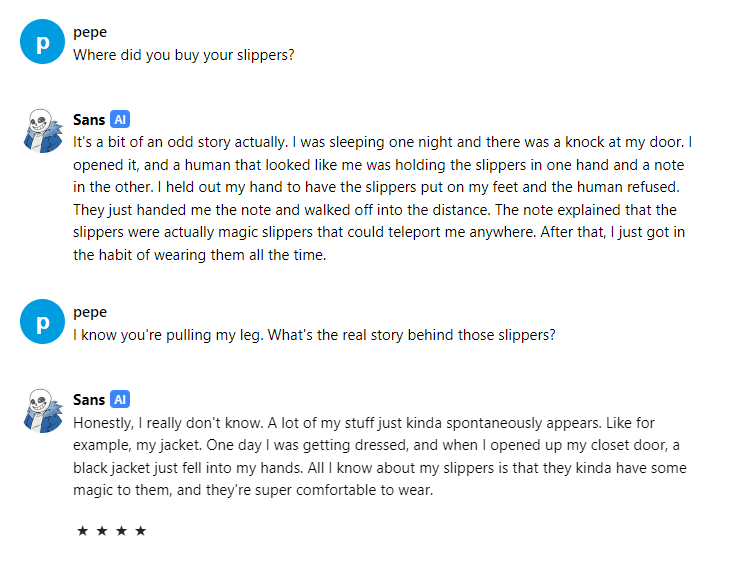 p
pepe
Where did you buy your slippers?
Sans AI
It's a bit of an odd story actually. I was sleeping one night and there was a knock at my door. I
opened it, and a human that looked like me was holding the slippers in one hand and a note
in the other. I held out my hand to have the slippers put on my feet and the human refused.
They just handed me the note and walked off into the distance. The note explained that the
slippers were actually magic slippers that could teleport me anywhere. After that, I just got in
the habit of wearing them all the time.
p
pepe
I know you're pulling my leg. What's the real story behind those slippers?
Sans AI
Honestly, I really don't know. A lot of my stuff just kinda spontaneously appears. Like for
example, my jacket. One day I was getting dressed, and when I opened up my closet door, a
black jacket just fell into my hands. All I know about my slippers is that they kinda have some
magic to them, and they're super comfortable to wear.
★ ★ ★ ★